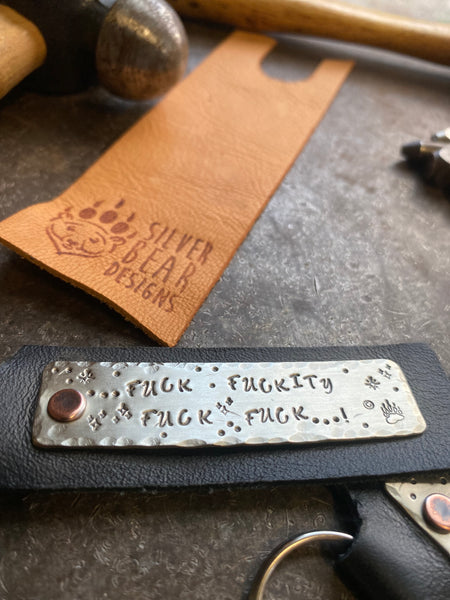 SILVER
BEAR
DESIGNS
...FUCK • FUCKITY
FUCK • FUCK...!
©